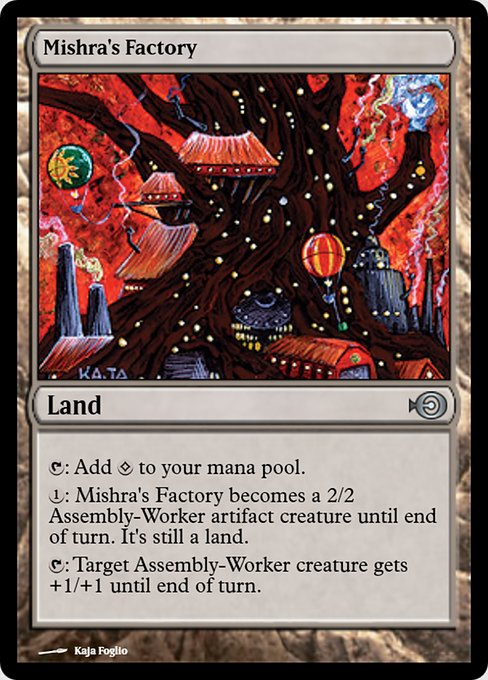 Mishra's Factory
KAJA
Land
: Add to your mana pool.
1: Mishra's Factory becomes a 2/2
Assembly-Worker artifact creature until end
of turn. It's still a land.
: Target Assembly-Worker creature gets
+1/+1 until end of turn.
Kaja Foglio